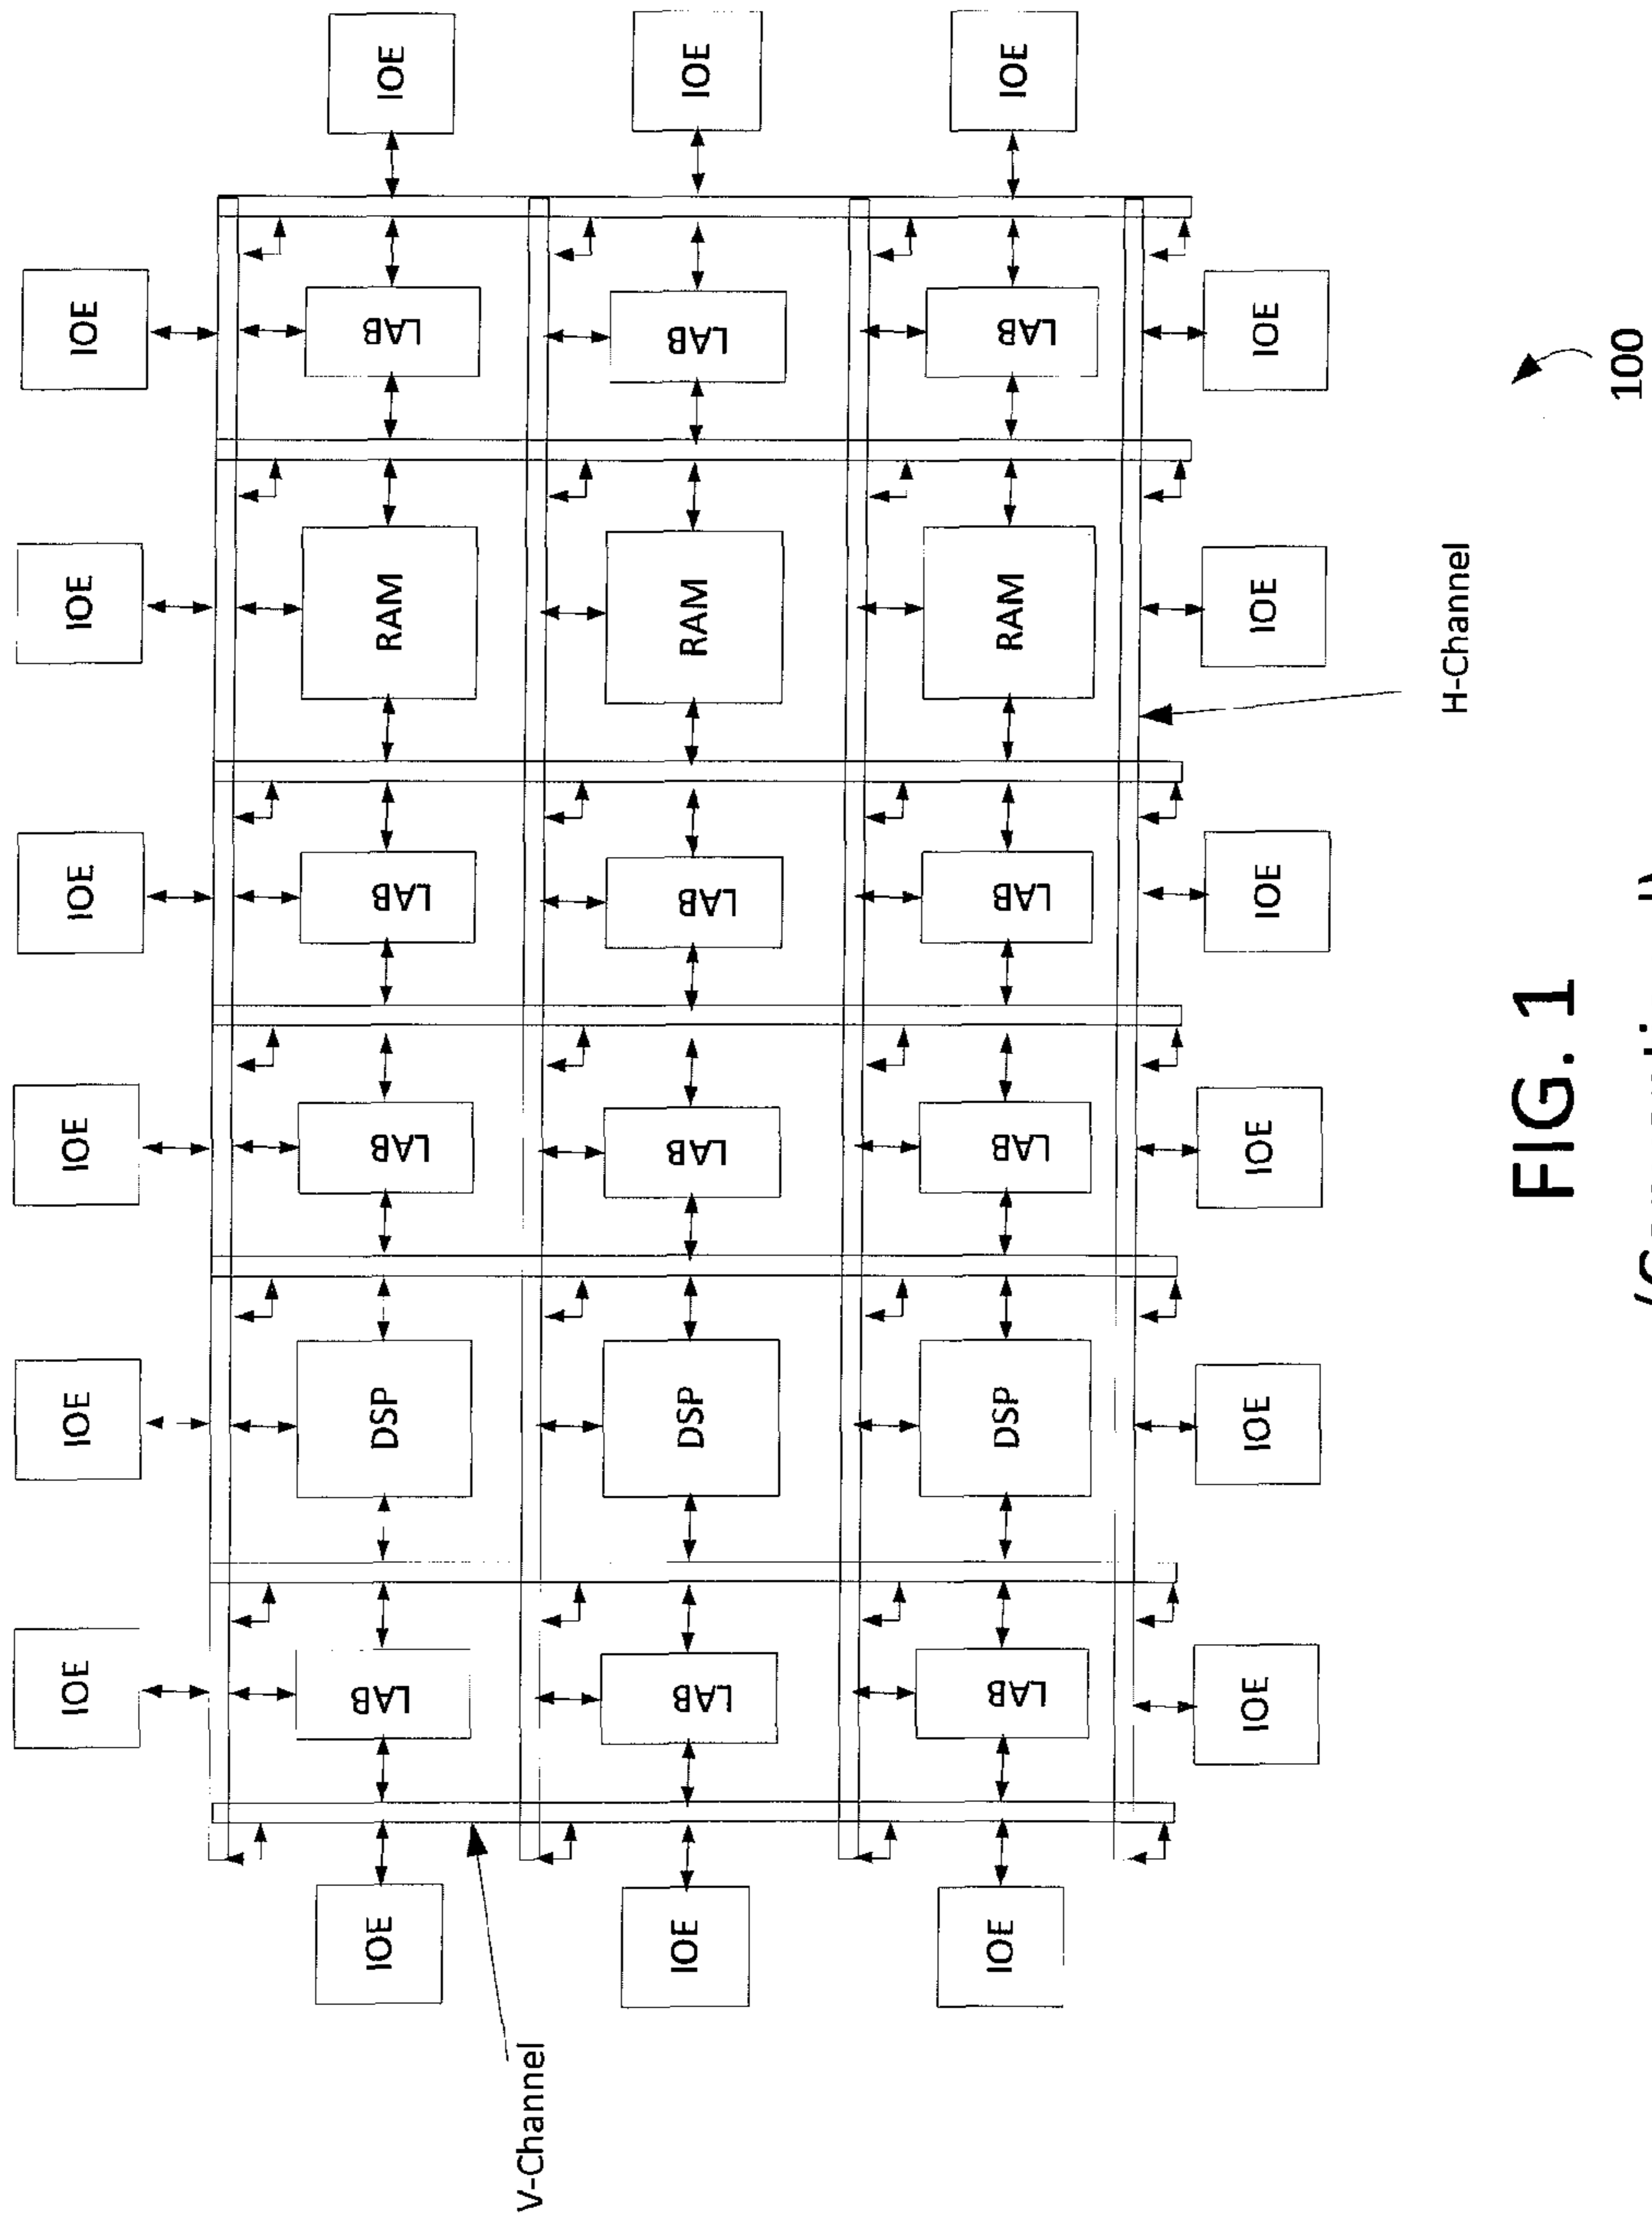 IOE IOE IOE IOE IOE IOE
IOE LAB DSP LAB LAB RAM LAB IOE
V-Channel
IOE LAB DSP LAB LAB RAM LAB IOE
IOE LAB DSP LAB LAB RAM LAB IOE
IOE IOE IOE IOE IOE IOE
H-Channel
FIG. 1
100